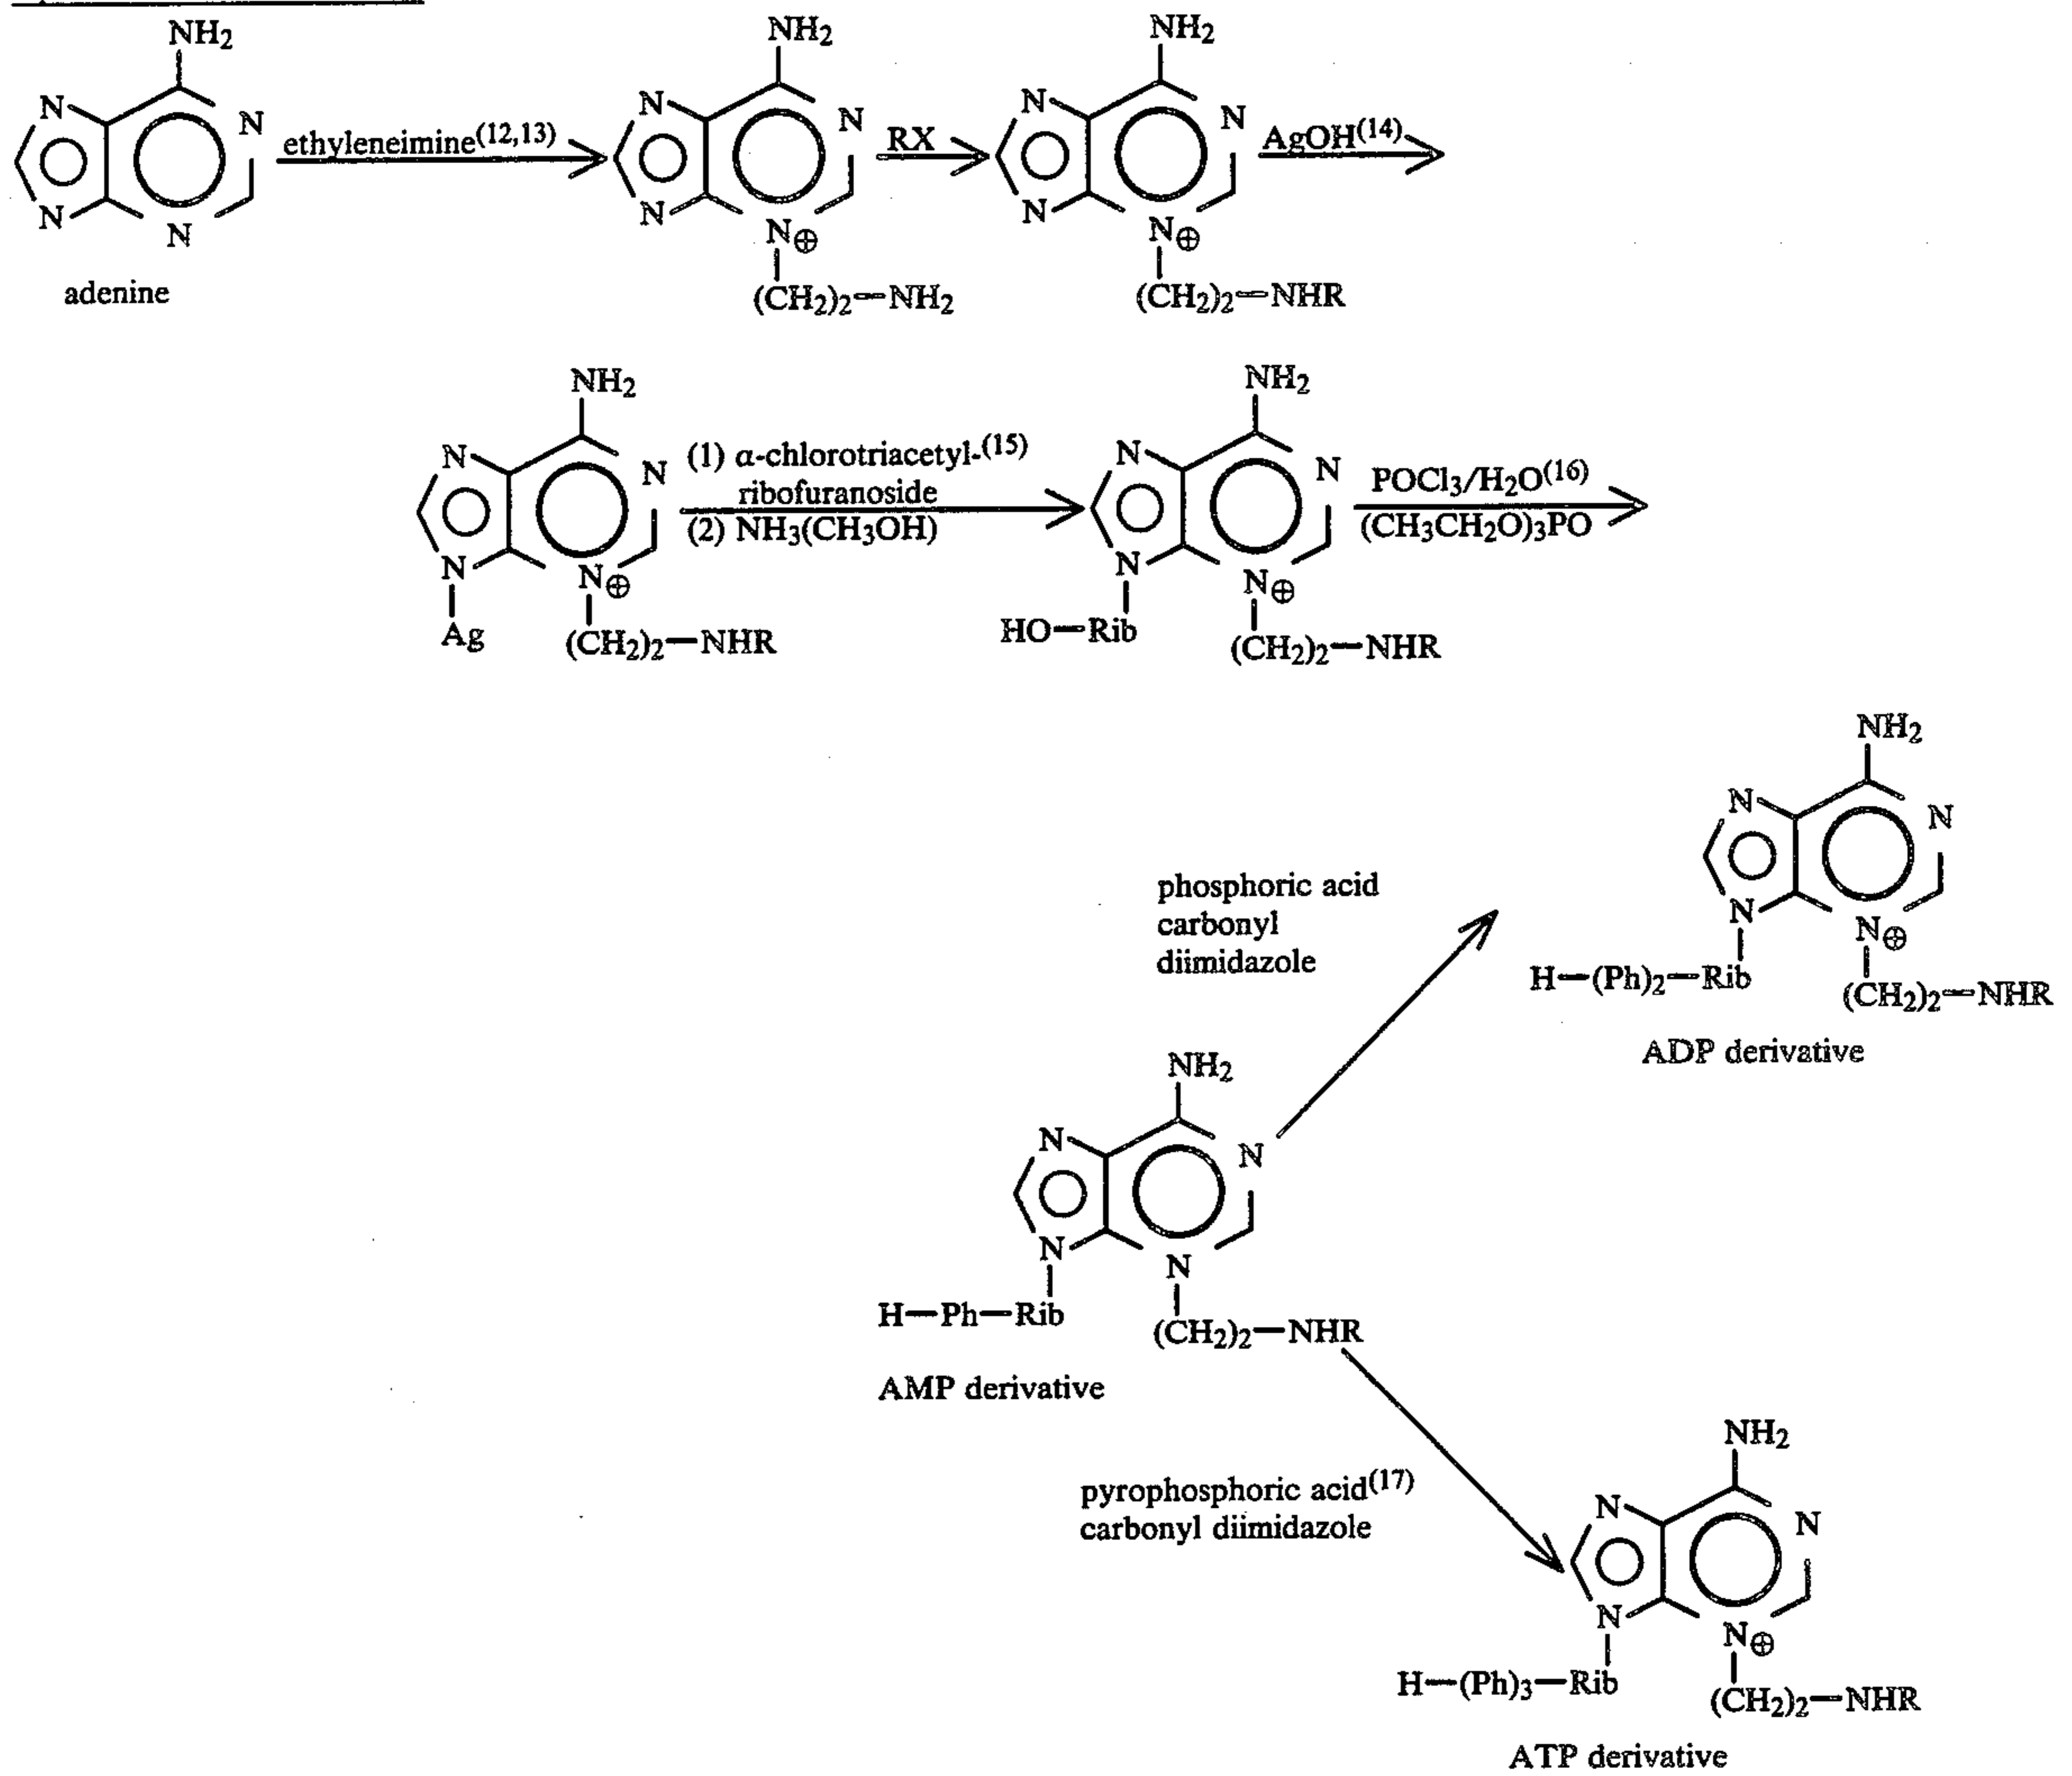 NH₂
N
N
N
N
adenine
ethyleneimine(12,13)
NH₂
N
N
N
N⊕
(CH₂)₂—NH₂
RX
NH₂
N
N
N
N⊕
(CH₂)₂—NHR
AgOH(14)
NH₂
N
N
N
N⊕
Ag
(CH₂)₂—NHR
(1) α-chlorotriacetyl-(15)
ribofuranoside
(2) NH₃(CH₃OH)
NH₂
N
N
N
N⊕
HO—Rib
(CH₂)₂—NHR
POCl₃/H₂O(16)
(CH₃CH₂O)₃PO
phosphoric acid
carbonyl
diimidazole
NH₂
N
N
N
N⊕
H—(Ph)₂—Rib
(CH₂)₂—NHR
ADP derivative
NH₂
N
N
N
N
H—Ph—Rib
(CH₂)₂—NHR
AMP derivative
pyrophosphoric acid(17)
carbonyl diimidazole
NH₂
N
N
N
N⊕
H—(Ph)₃—Rib
(CH₂)₂—NHR
ATP derivative